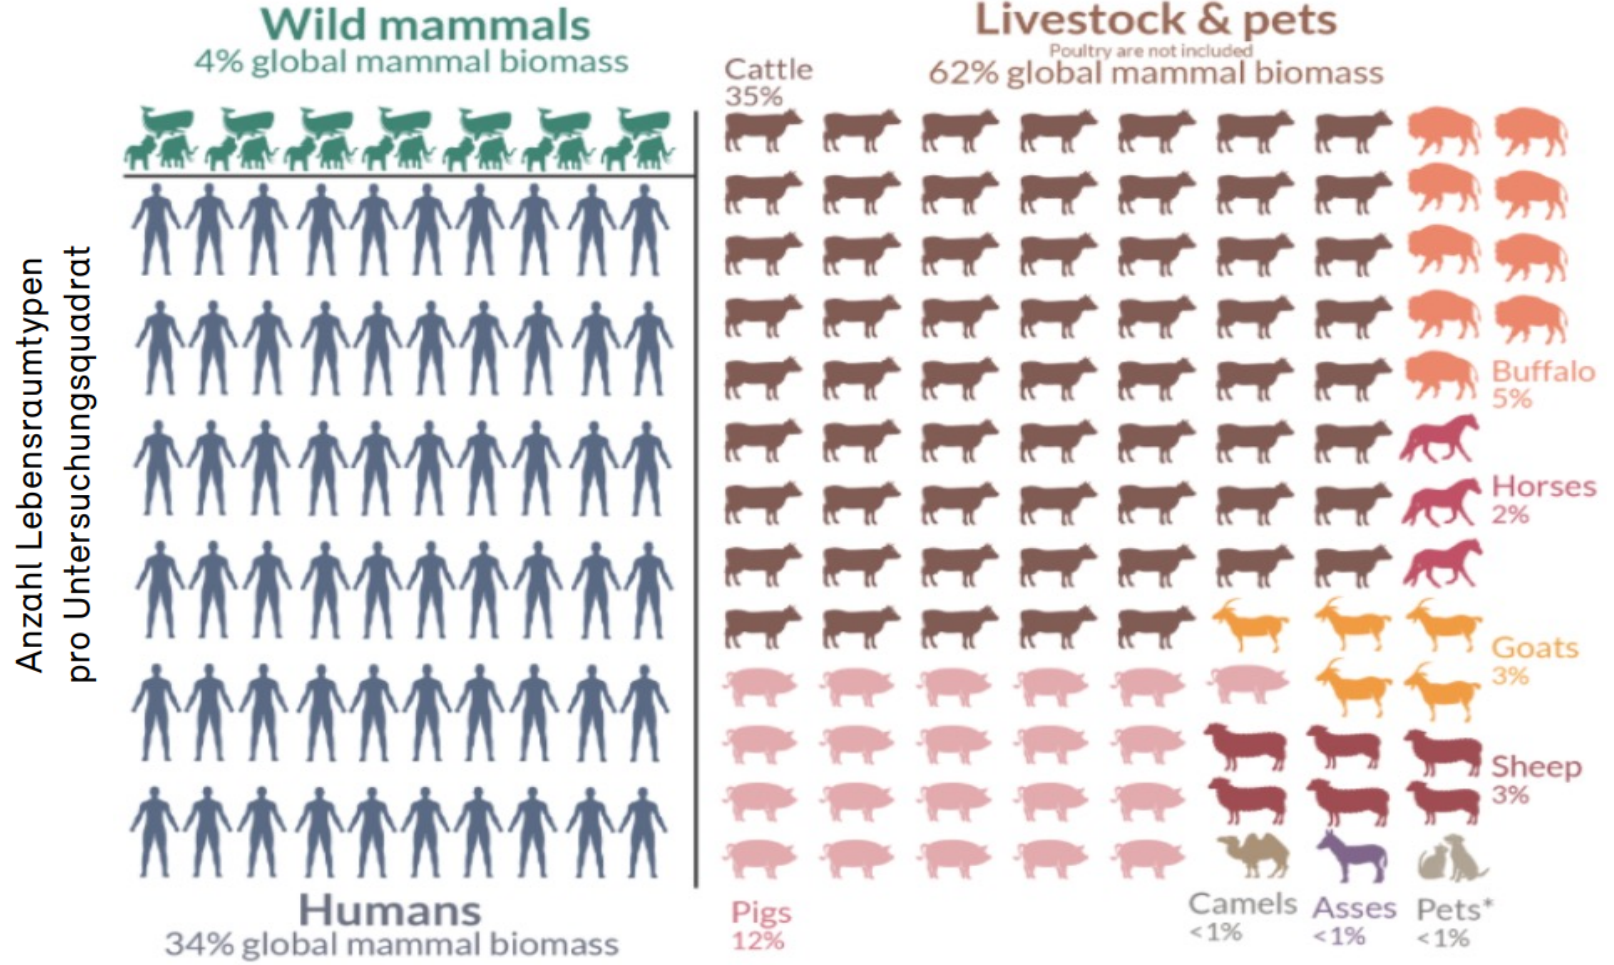 Wild mammals
4% global mammal biomass
Livestock & pets
Poultry are not included
62% global mammal biomass
Cattle
35%
Anzahl Lebensraumtypen
pro Untersuchungsquadrat
Buffalo
5%
Horses
2%
Goats
3%
Sheep
3%
Humans
34% global mammal biomass
Pigs
12%
Camels
<1%
Asses
<1%
Pets*
<1%